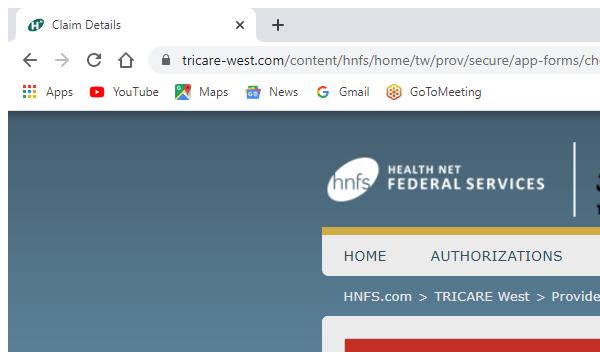 Claim Details
tricare-west.com/content/hnfs/home/tw/prov/secure/app-forms/ch
Apps YouTube Maps News Gmail GoToMeeting
hnfs
HEALTH NET
FEDERAL SERVICES
HOME AUTHORIZATIONS
HNFS.com > TRICARE West > Provide